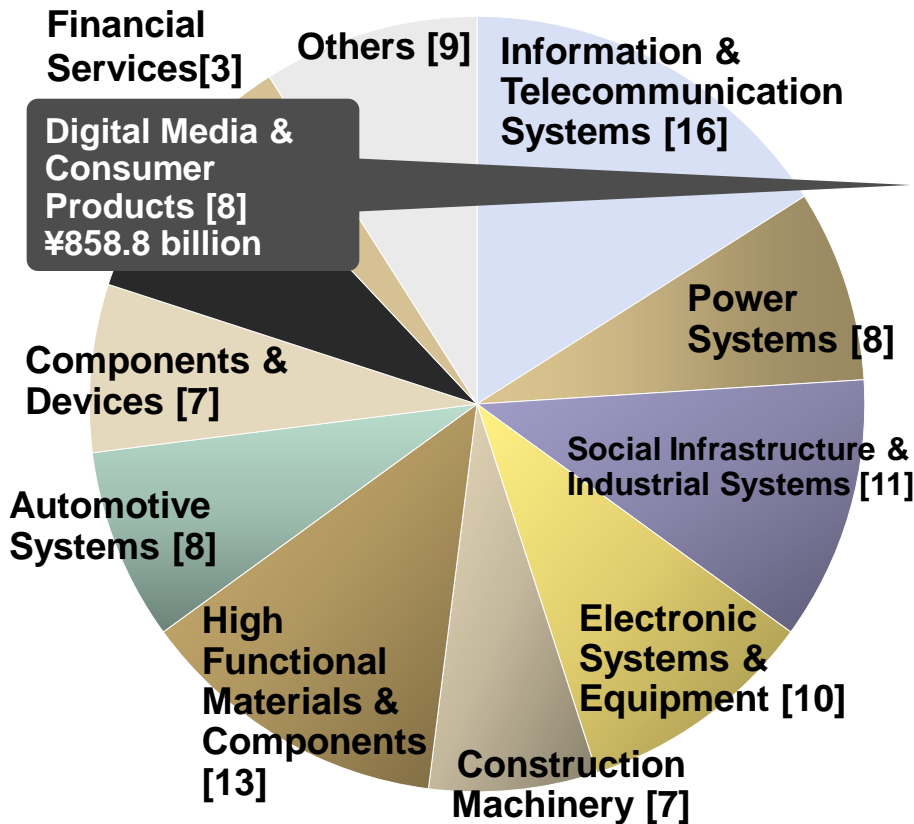 Financial
Services[3]
Others [9]
Information &
Telecommunication
Systems [16]
Digital Media &
Consumer
Products [8]
¥858.8 billion
Power
Systems [8]
Components &
Devices [7]
Social Infrastructure &
Industrial Systems [11]
Automotive
Systems [8]
High
Functional
Materials &
Components
[13]
Electronic
Systems &
Equipment [10]
Construction
Machinery [7]